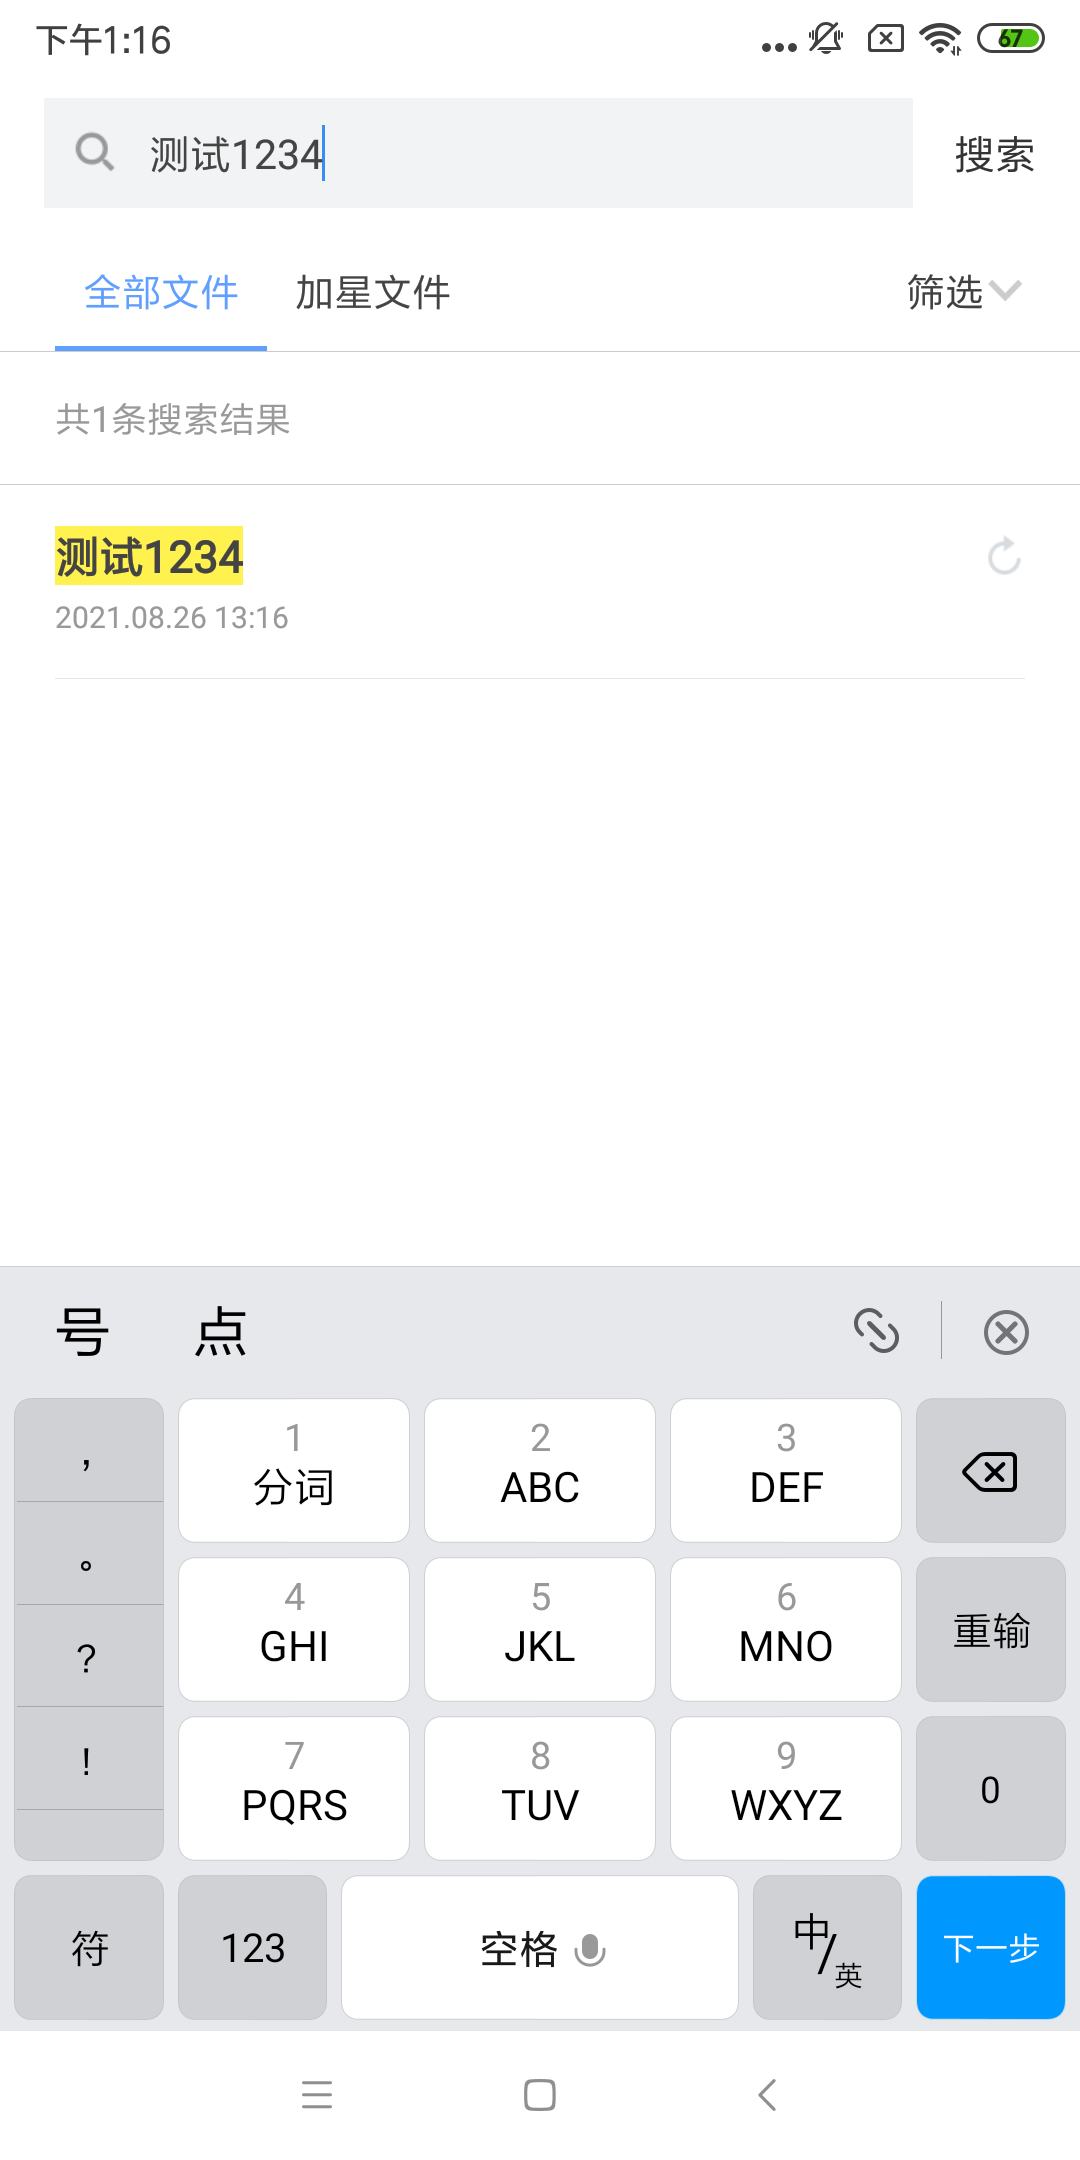 下午1:16
67
测试1234
搜索
全部文件 加星文件 筛选
共1条搜索结果
测试1234
2021.08.26 13:16
号 点
,
。
?
!
1
分词
2
ABC
3
DEF
4
GHI
5
JKL
6
MNO
重输
7
PQRS
8
TUV
9
WXYZ
0
符
123
空格
中/英
下一步